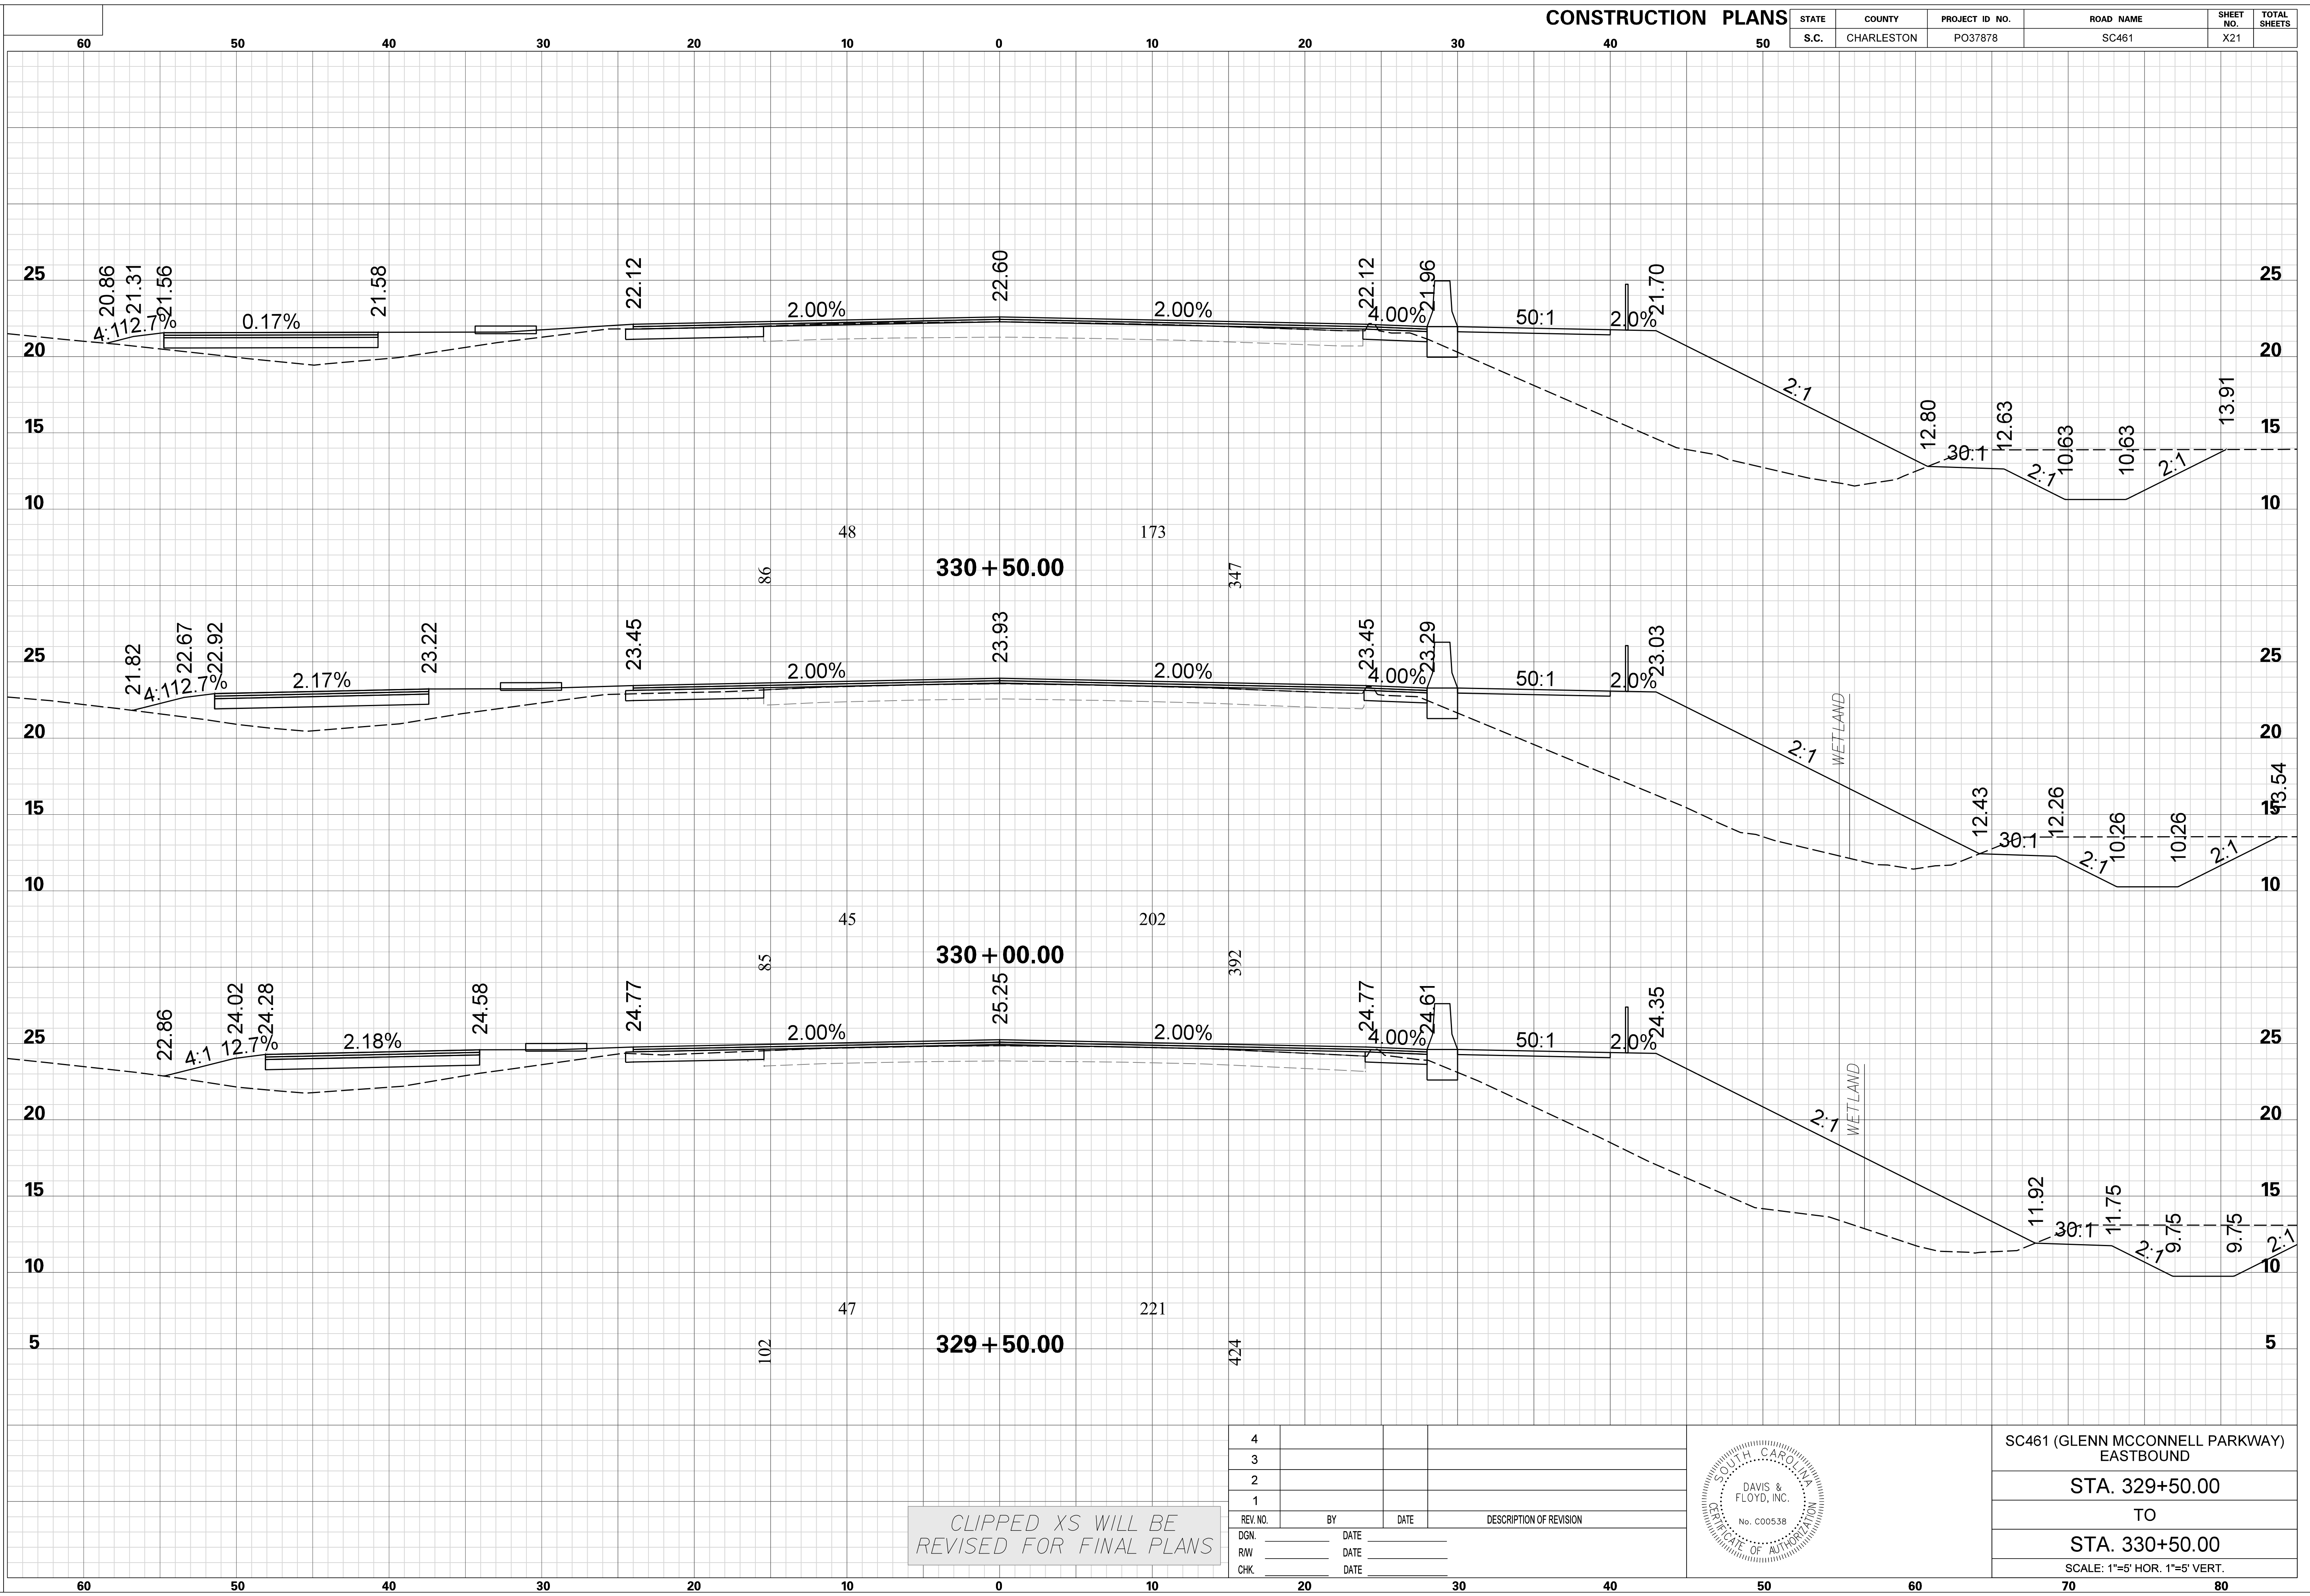 CONSTRUCTION PLANS
STATE COUNTY PROJECT ID NO. ROAD NAME SHEET NO. TOTAL SHEETS
S.C. CHARLESTON PO37878 SC461 X21
60 50 40 30 20 10 0 10 20 30 40 50
20.86 21.31 21.56 21.58 22.12 22.60 22.12 21.96 21.70
25 25
4:1 12.7% 0.17% 2.00% 2.00% 4.00% 50:1 2.0%
20 20
2:1
12.80 12.63 10.63 10.63 13.91
15 15
30:1 2:1 2:1
10 10
48 173
330+50.00
86 347
21.82 22.67 22.92 23.22 23.45 23.93 23.45 23.29 23.03
25 25
4:1 12.7% 2.17% 2.00% 2.00% 4.00% 50:1 2.0%
20 20
2:1 WETLAND
12.43 12.26 10.26 10.26 13.54
15 15
30:1 2:1 2:1
10 10
45 202
330+00.00
85 392
22.86 24.02 24.28 24.58 24.77 25.25 24.77 24.61 24.35
25 25
4:1 12.7% 2.18% 2.00% 2.00% 4.00% 50:1 2.0%
20 20
2:1 WETLAND
15 15
11.92 11.75 9.75 9.75
30:1 2:1 2:1
10 10
47 221
5 5
329+50.00
102 424
CLIPPED XS WILL BE
REVISED FOR FINAL PLANS
4
3
2
1
REV. NO. BY DATE DESCRIPTION OF REVISION
DGN. DATE
R/W DATE
CHK. DATE
SOUTH CAROLINA
DAVIS &
FLOYD, INC.
No. C00538
CERTIFICATE OF AUTHORIZATION
SC461 (GLENN MCCONNELL PARKWAY)
EASTBOUND
STA. 329+50.00
TO
STA. 330+50.00
SCALE: 1"=5' HOR. 1"=5' VERT.
60 50 40 30 20 10 0 10 20 30 40 50 60 70 80